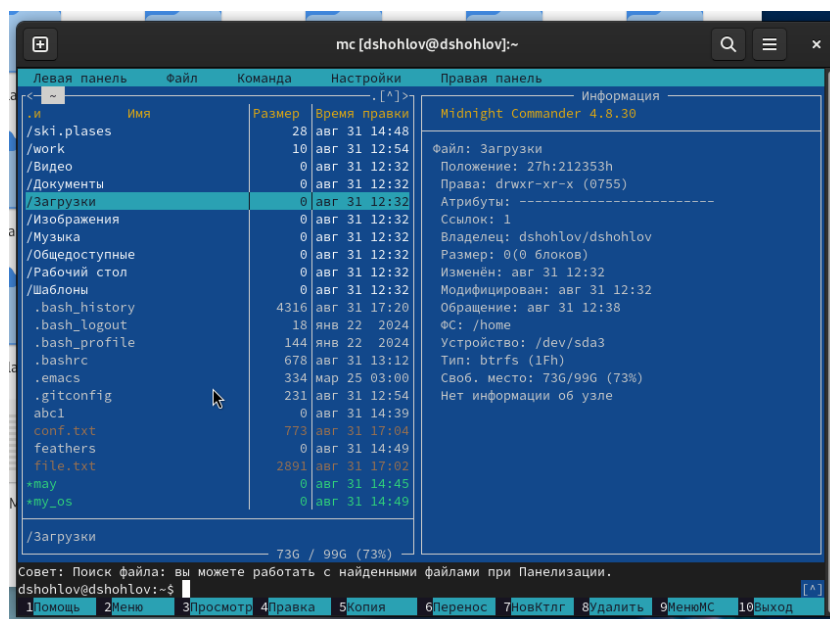 mc [dshohlov@dshohlov]:~
Левая панель Файл Команда Настройки Правая панель
<─ ~ ─.[^]>
.и Имя Размер Время правки
/ski.plases 28 авг 31 14:48
/work 10 авг 31 12:54
/Видео 0 авг 31 12:32
/Документы 0 авг 31 12:32
/Загрузки 0 авг 31 12:32
/Изображения 0 авг 31 12:32
/Музыка 0 авг 31 12:32
/Общедоступные 0 авг 31 12:32
/Рабочий стол 0 авг 31 12:32
/Шаблоны 0 авг 31 12:32
.bash_history 4316 авг 31 17:20
.bash_logout 18 янв 22 2024
.bash_profile 144 янв 22 2024
.bashrc 678 авг 31 13:12
.emacs 334 мар 25 03:00
.gitconfig 231 авг 31 12:54
abc1 0 авг 31 14:39
conf.txt 773 авг 31 17:04
feathers 0 авг 31 14:49
file.txt 2891 авг 31 17:02
*may 0 авг 31 14:45
*my_os 0 авг 31 14:49
/Загрузки
73G / 99G (73%)
Информация
Midnight Commander 4.8.30
Файл: Загрузки
Положение: 27h:212353h
Права: drwxr-xr-x (0755)
Атрибуты: -------------------------
Ссылок: 1
Владелец: dshohlov/dshohlov
Размер: 0(0 блоков)
Изменён: авг 31 12:32
Модифицирован: авг 31 12:32
Обращение: авг 31 12:38
ФС: /home
Устройство: /dev/sda3
Тип: btrfs (1Fh)
Своб. место: 73G/99G (73%)
Нет информации об узле
Совет: Поиск файла: вы можете работать с найденными файлами при Панелизации.
dshohlov@dshohlov:~$ [^]
1Помощь 2Меню 3Просмотр 4Правка 5Копия 6Перенос 7НовКтлг 8Удалить 9МенюМС 10Выход